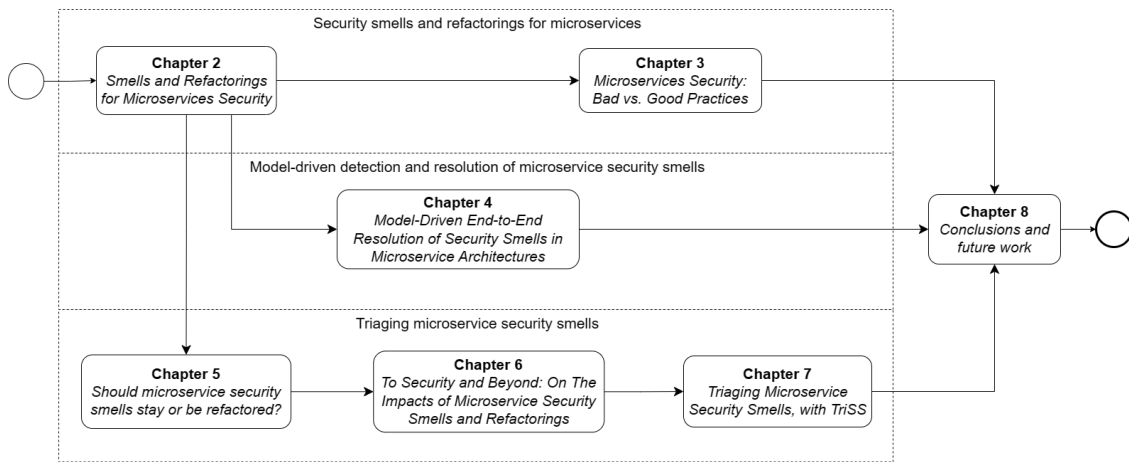 Security smells and refactorings for microservices
Chapter 2
Smells and Refactorings
for Microservices Security
Chapter 3
Microservices Security:
Bad vs. Good Practices
Model-driven detection and resolution of microservice security smells
Chapter 4
Model-Driven End-to-End
Resolution of Security Smells in
Microservice Architectures
Chapter 8
Conclusions and
future work
Triaging microservice security smells
Chapter 5
Should microservice security
smells stay or be refactored?
Chapter 6
To Security and Beyond: On The
Impacts of Microservice Security
Smells and Refactorings
Chapter 7
Triaging Microservice
Security Smells, with TriSS